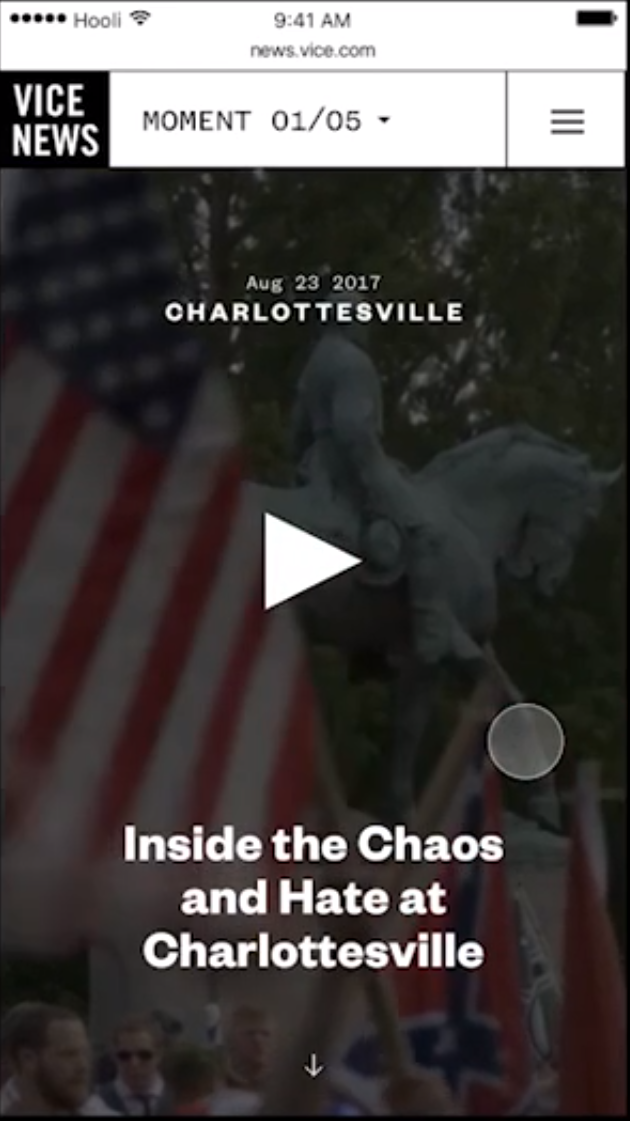 Hooli
9:41 AM
news.vice.com
VICE
NEWS
MOMENT 01/05
Aug 23 2017
CHARLOTTESVILLE
Inside the Chaos
and Hate at
Charlottesville